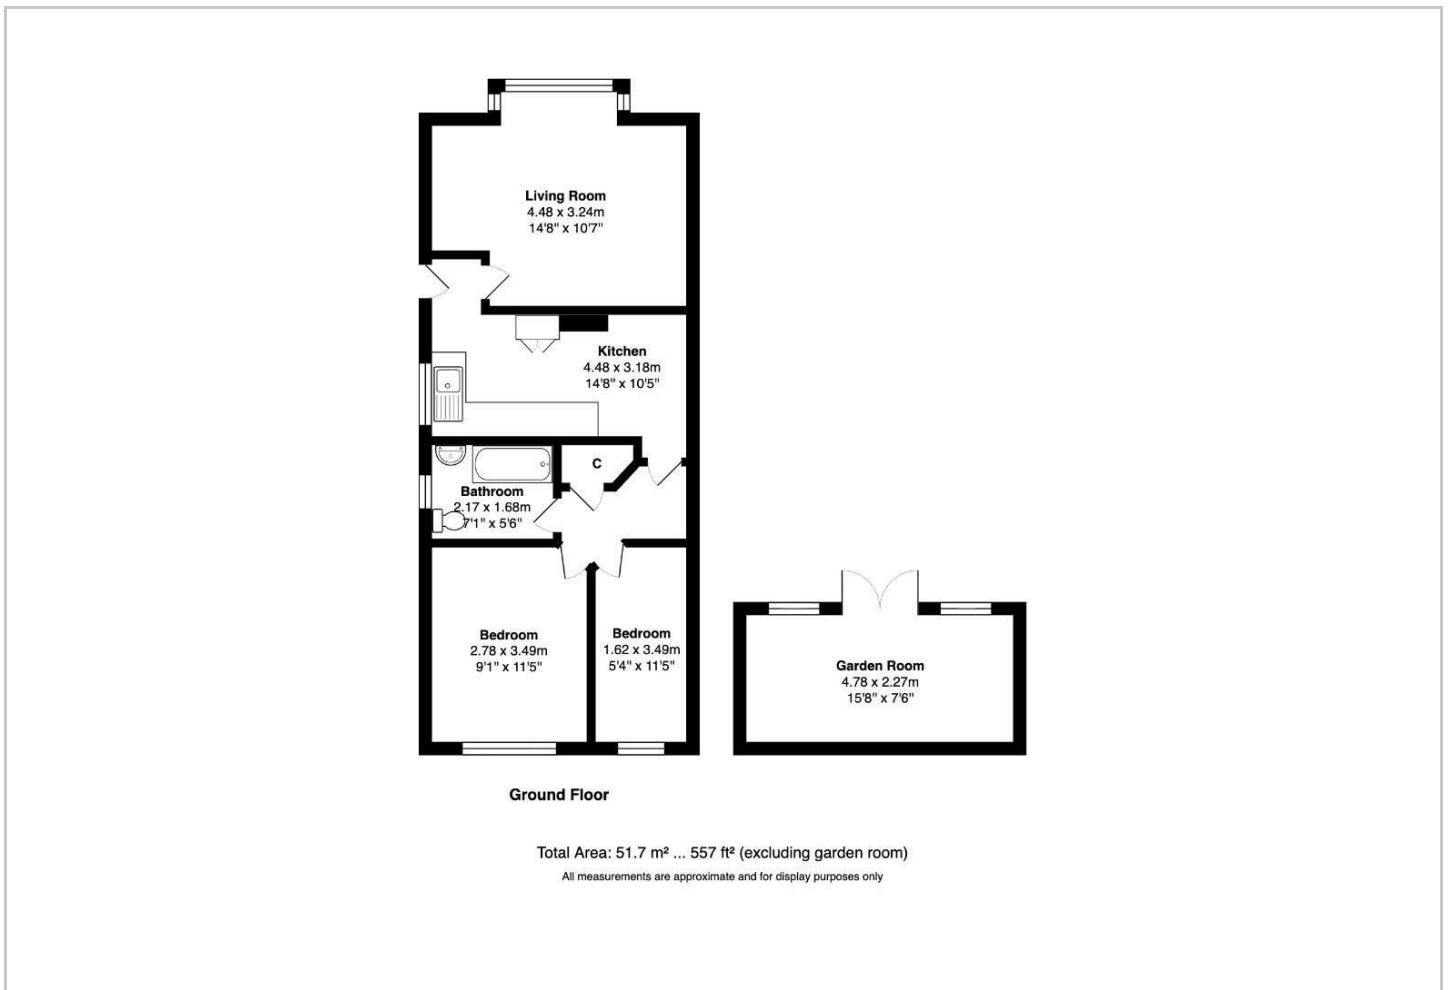 Living Room
4.48 x 3.24m
14'8" x 10'7"
Kitchen
4.48 x 3.18m
14'8" x 10'5"
C
Bathroom
2.17 x 1.68m
7'1" x 5'6"
Bedroom
2.78 x 3.49m
9'1" x 11'5"
Bedroom
1.62 x 3.49m
5'4" x 11'5"
Garden Room
4.78 x 2.27m
15'8" x 7'6"
Ground Floor
Total Area: 51.7 m² ... 557 ft² (excluding garden room)
All measurements are approximate and for display purposes only